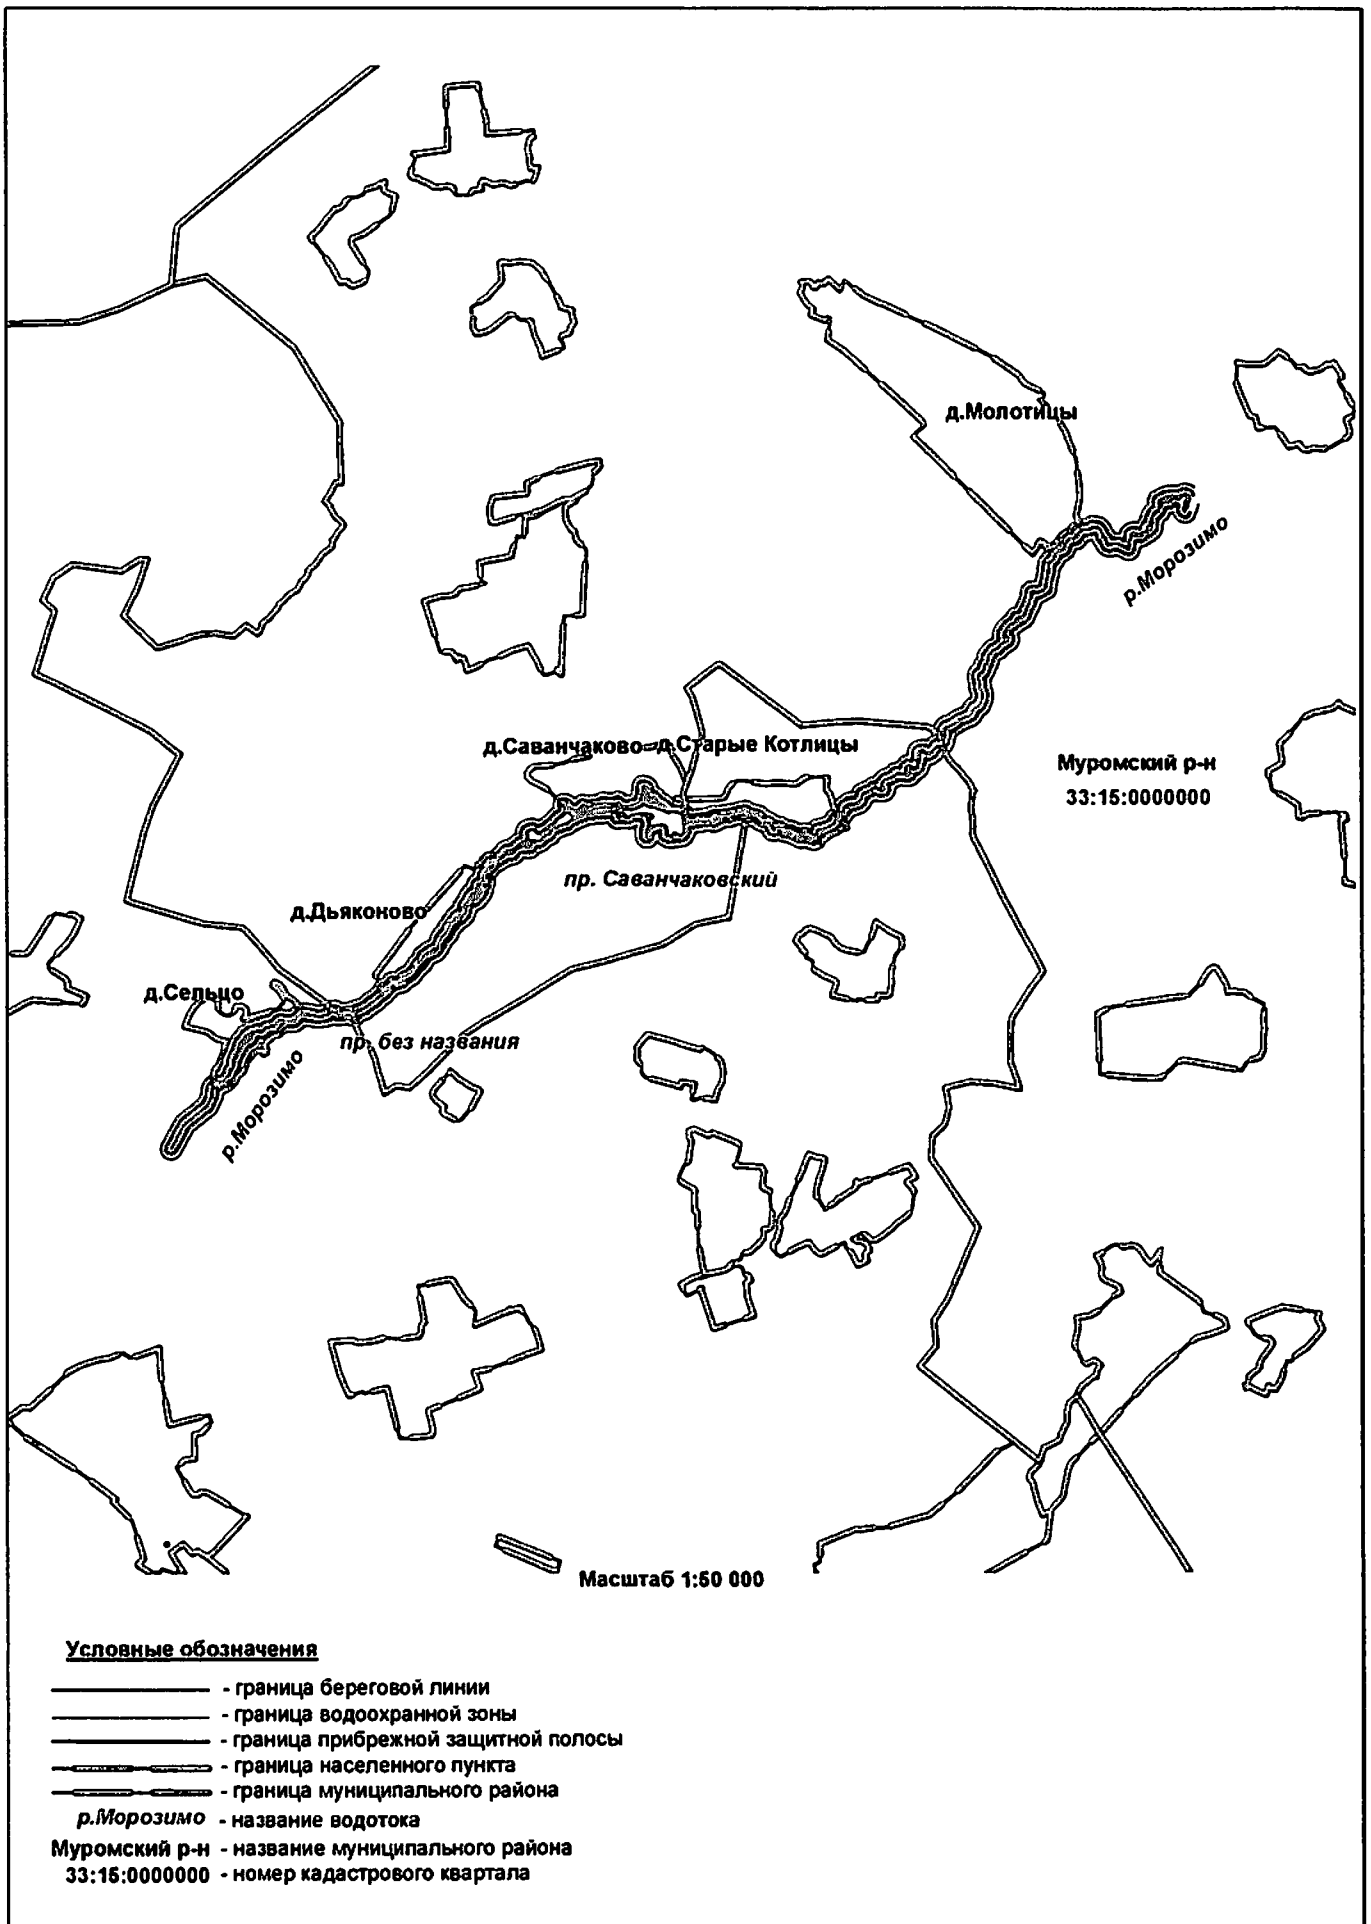 д.Молотицы
р.Морозимо
д.Саванчаково
д.Старые Котлицы
Муромский р-н
33:15:0000000
пр. Саванчаковский
д.Дьяконово
д.Сельцо
пр. без названия
р.Морозимо
Масштаб 1:50 000
Условные обозначения
- граница береговой линии
- граница водоохранной зоны
- граница прибрежной защитной полосы
- граница населенного пункта
- граница муниципального района
р.Морозимо - название водотока
Муромский р-н - название муниципального района
33:15:0000000 - номер кадастрового квартала